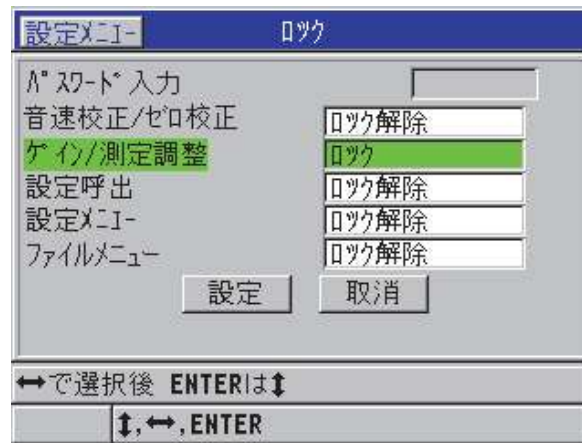 設定ﾒﾆｭｰ ﾛｯｸ
ﾊﾟｽﾜｰﾄﾞ入力
音速校正/ｾﾞﾛ校正 ﾛｯｸ解除
ｹﾞｲﾝ/測定調整 ﾛｯｸ
設定呼出 ﾛｯｸ解除
設定ﾒﾆｭｰ ﾛｯｸ解除
ファイルメニュー ﾛｯｸ解除
設定 取消
↔で選択後 ENTERは↕
↕,↔,ENTER